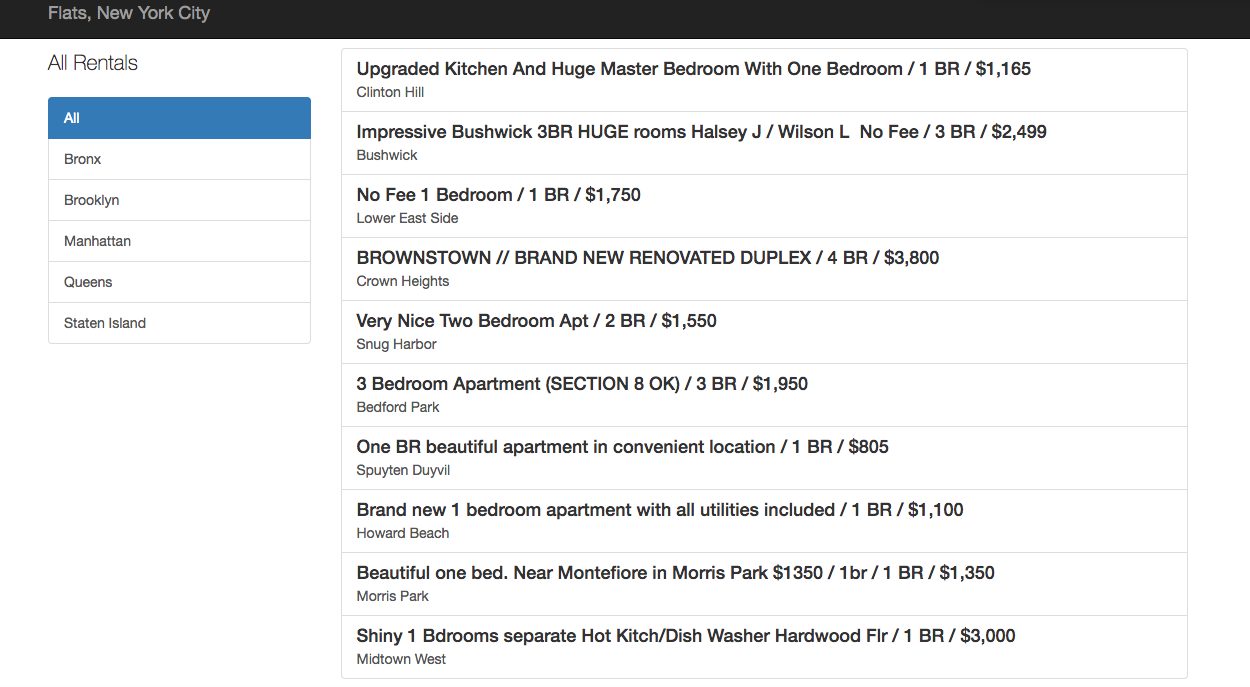 Flats, New York City
All Rentals
All
Bronx
Brooklyn
Manhattan
Queens
Staten Island
Upgraded Kitchen And Huge Master Bedroom With One Bedroom / 1 BR / $1,165
Clinton Hill
Impressive Bushwick 3BR HUGE rooms Halsey J / Wilson L  No Fee / 3 BR / $2,499
Bushwick
No Fee 1 Bedroom / 1 BR / $1,750
Lower East Side
BROWNSTOWN // BRAND NEW RENOVATED DUPLEX / 4 BR / $3,800
Crown Heights
Very Nice Two Bedroom Apt / 2 BR / $1,550
Snug Harbor
3 Bedroom Apartment (SECTION 8 OK) / 3 BR / $1,950
Bedford Park
One BR beautiful apartment in convenient location / 1 BR / $805
Spuyten Duyvil
Brand new 1 bedroom apartment with all utilities included / 1 BR / $1,100
Howard Beach
Beautiful one bed. Near Montefiore in Morris Park $1350 / 1br / 1 BR / $1,350
Morris Park
Shiny 1 Bdrooms separate Hot Kitch/Dish Washer Hardwood Flr / 1 BR / $3,000
Midtown West